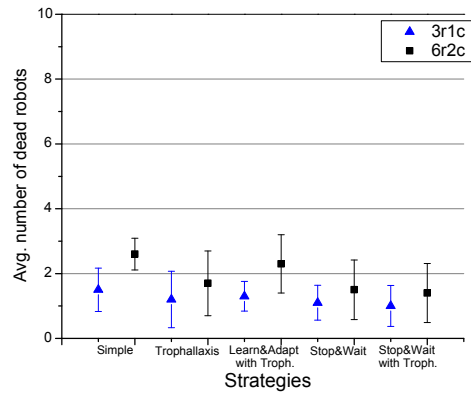 10
8
6
4
2
0
Avg. number of dead robots
3r1c
6r2c
Simple
Trophallaxis
Learn&Adapt
with Troph.
Stop&Wait
Stop&Wait
with Troph.
Strategies